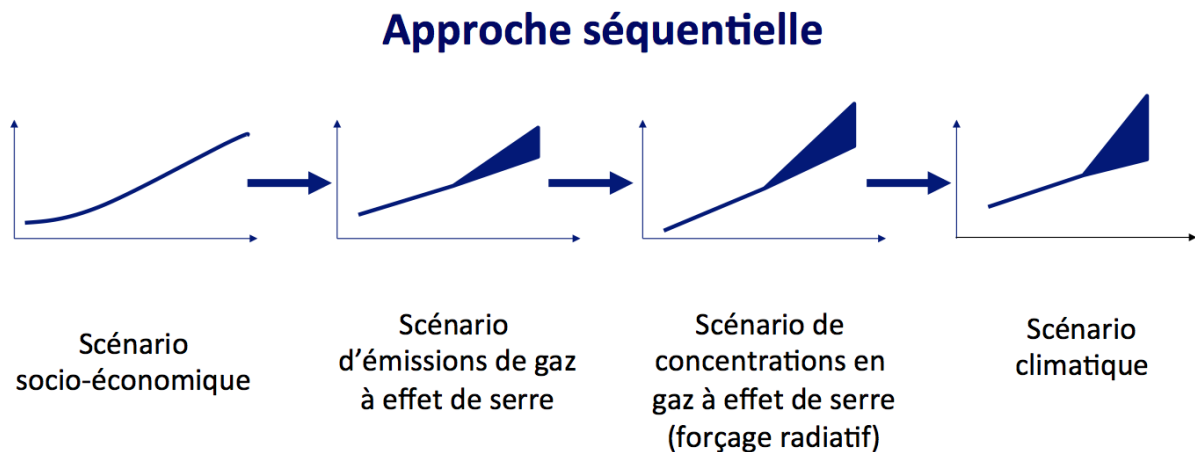 Approche séquentielle
Scénario
socio-économique
Scénario
d’émissions de gaz
à effet de serre
Scénario de
concentrations en
gaz à effet de serre
(forçage radiatif)
Scénario
climatique